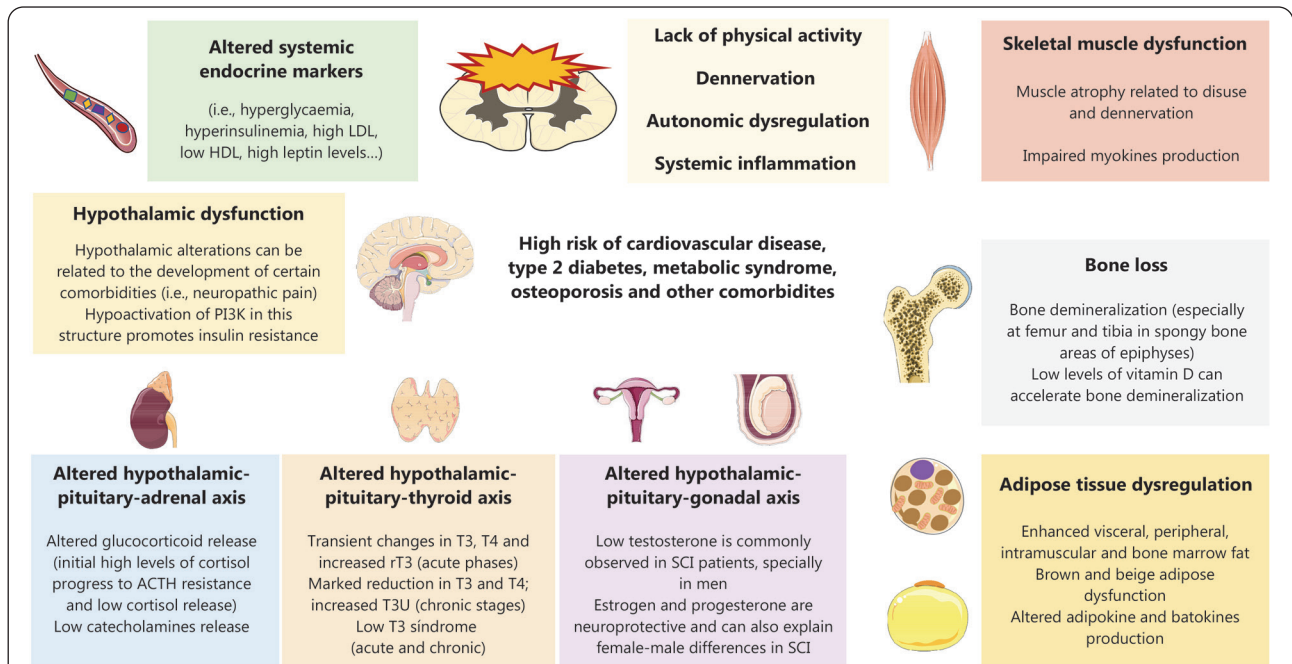 Altered systemic
endocrine markers
(i.e., hyperglycaemia,
hyperinsulinemia, high LDL,
low HDL, high leptin levels...)
Lack of physical activity
Dennervation
Autonomic dysregulation
Systemic inflammation
Skeletal muscle dysfunction
Muscle atrophy related to disuse
and dennervation
Impaired myokines production
Hypothalamic dysfunction
Hypothalamic alterations can be
related to the development of certain
comorbidities (i.e., neuropathic pain)
Hypoactivation of PI3K in this
structure promotes insulin resistance
High risk of cardiovascular disease,
type 2 diabetes, metabolic syndrome,
osteoporosis and other comorbidites
Bone loss
Bone demineralization (especially
at femur and tibia in spongy bone
areas of epiphyses)
Low levels of vitamin D can
accelerate bone demineralization
Altered hypothalamic-
pituitary-adrenal axis
Altered glucocorticoid release
(initial high levels of cortisol
progress to ACTH resistance
and low cortisol release)
Low catecholamines release
Altered hypothalamic-
pituitary-thyroid axis
Transient changes in T3, T4 and
increased rT3 (acute phases)
Marked reduction in T3 and T4;
increased T3U (chronic stages)
Low T3 síndrome
(acute and chronic)
Altered hypothalamic-
pituitary-gonadal axis
Low testosterone is commonly
observed in SCI patients, specially
in men
Estrogen and progesterone are
neuroprotective and can also explain
female-male differences in SCI
Adipose tissue dysregulation
Enhanced visceral, peripheral,
intramuscular and bone marrow fat
Brown and beige adipose
dysfunction
Altered adipokine and batokines
production